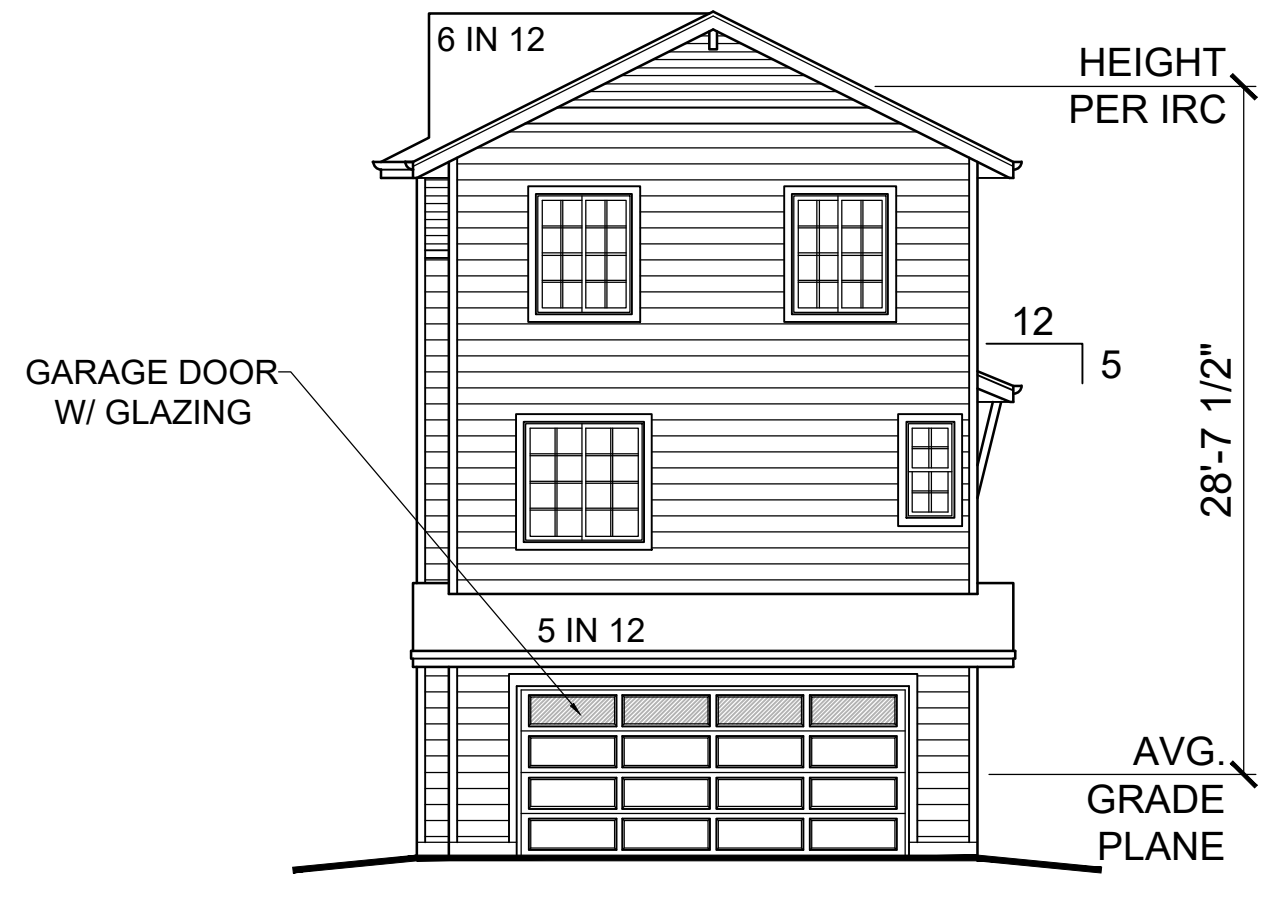 6 IN 12
HEIGHT
PER IRC
12
5
28'-7 1/2"
GARAGE DOOR
W/ GLAZING
5 IN 12
AVG.
GRADE
PLANE